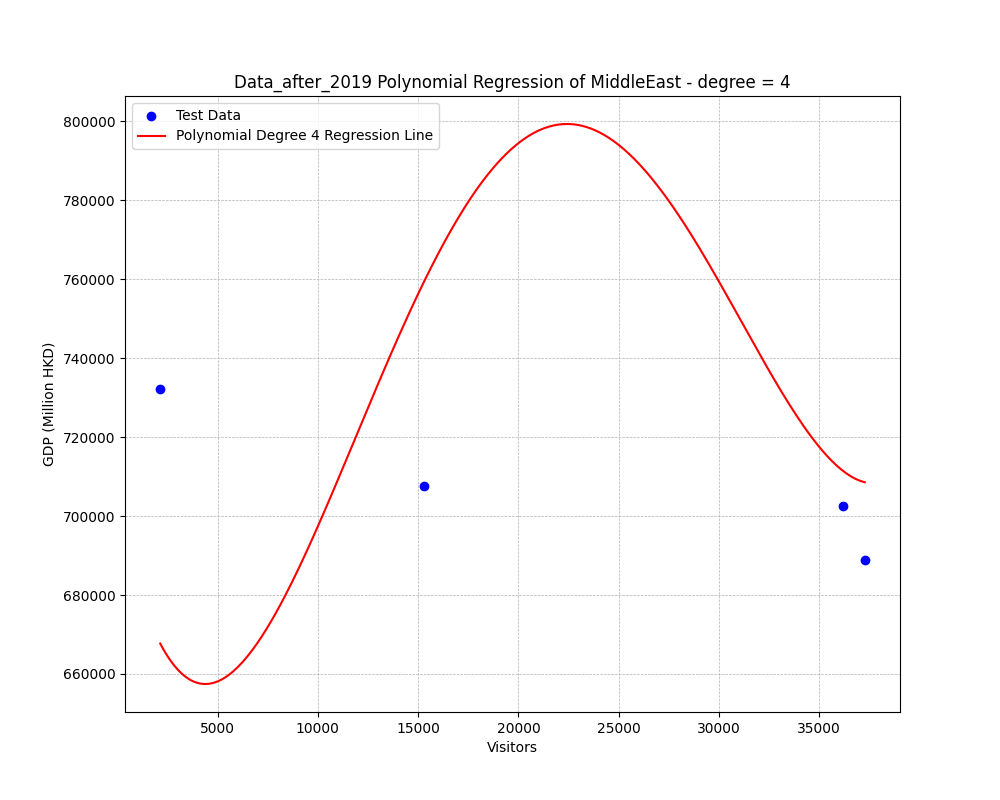 Data_after_2019 Polynomial Regression of MiddleEast - degree = 4
Test Data
Polynomial Degree 4 Regression Line
GDP (Million HKD)
800000
780000
760000
740000
720000
700000
680000
660000
5000 10000 15000 20000 25000 30000 35000
Visitors